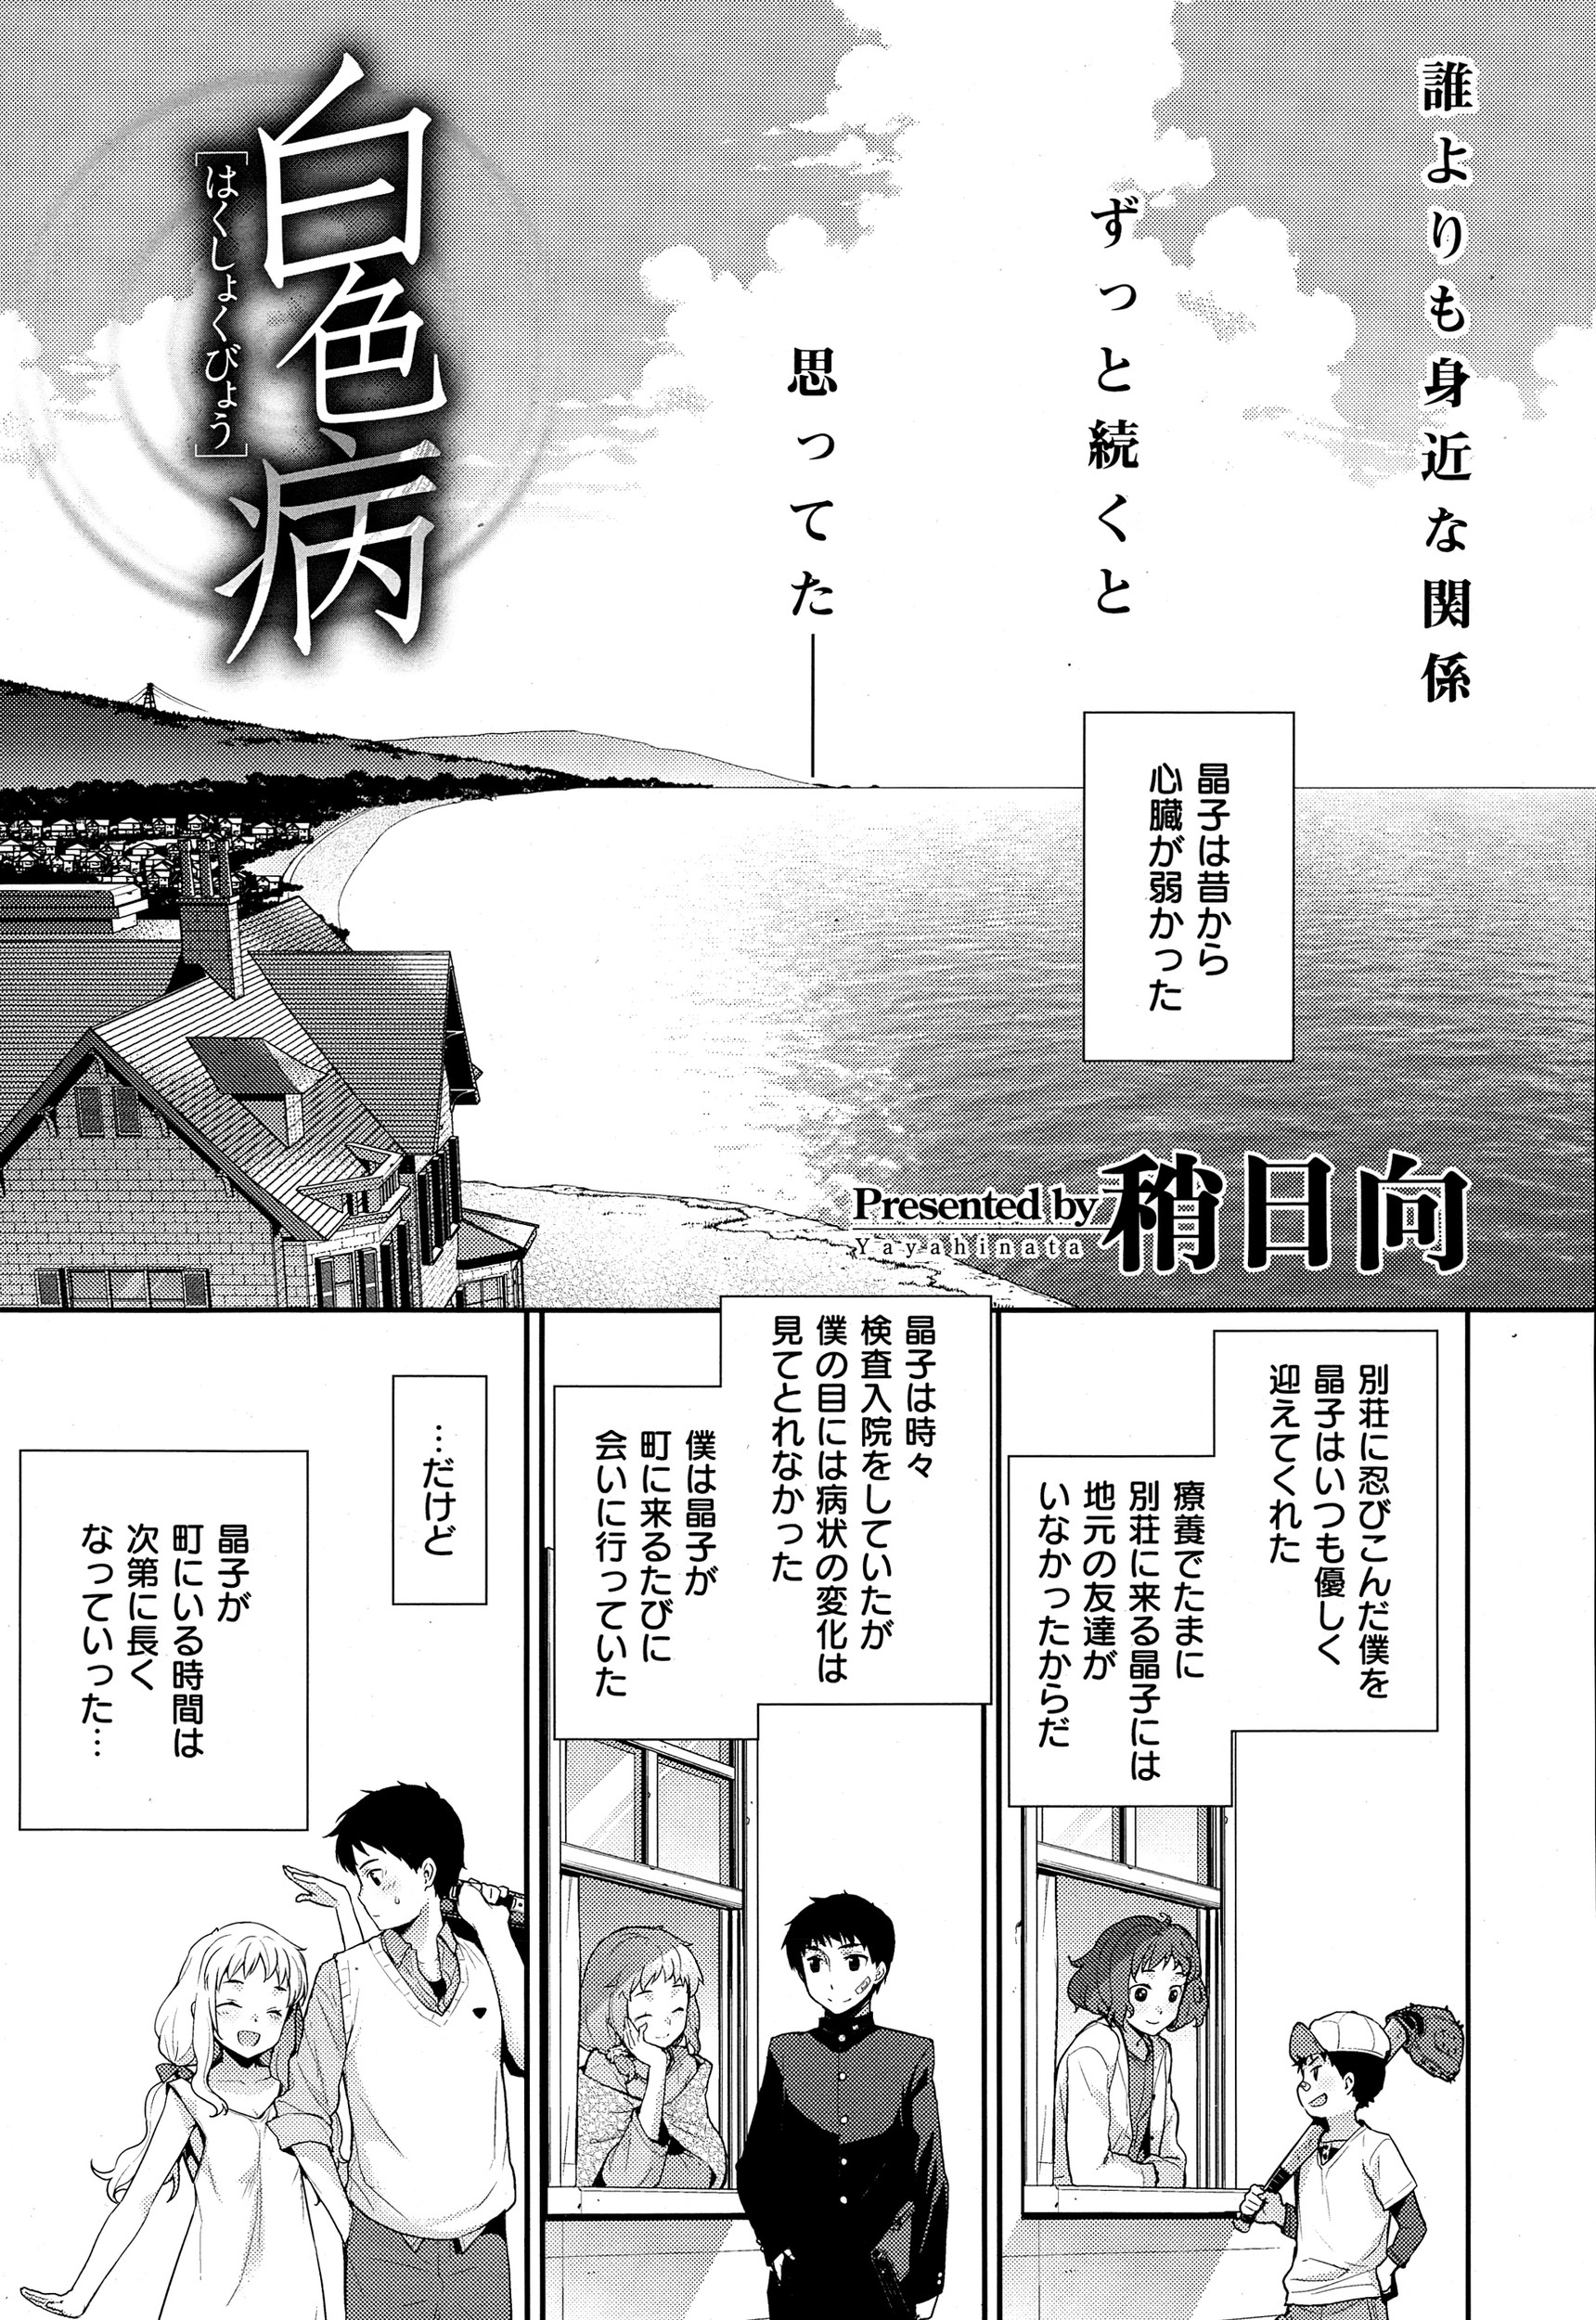 誰よりも身近な関係
ずっと続くと
思ってた――
白色病
［はくしょくびょう］
晶子は昔から
心臓が弱かった
Presented by 稍日向
Yayahinata
別荘に忍びこんだ僕を
晶子はいつも優しく
迎えてくれた
療養でたまに
別荘に来る晶子には
地元の友達が
いなかったからだ
晶子は時々
検査入院をしていたが
僕の目には病状の変化は
見てとれなかった
僕は晶子が
町に来るたびに
会いに行っていた
…だけど
晶子が
町にいる時間は
次第に長く
なっていった…